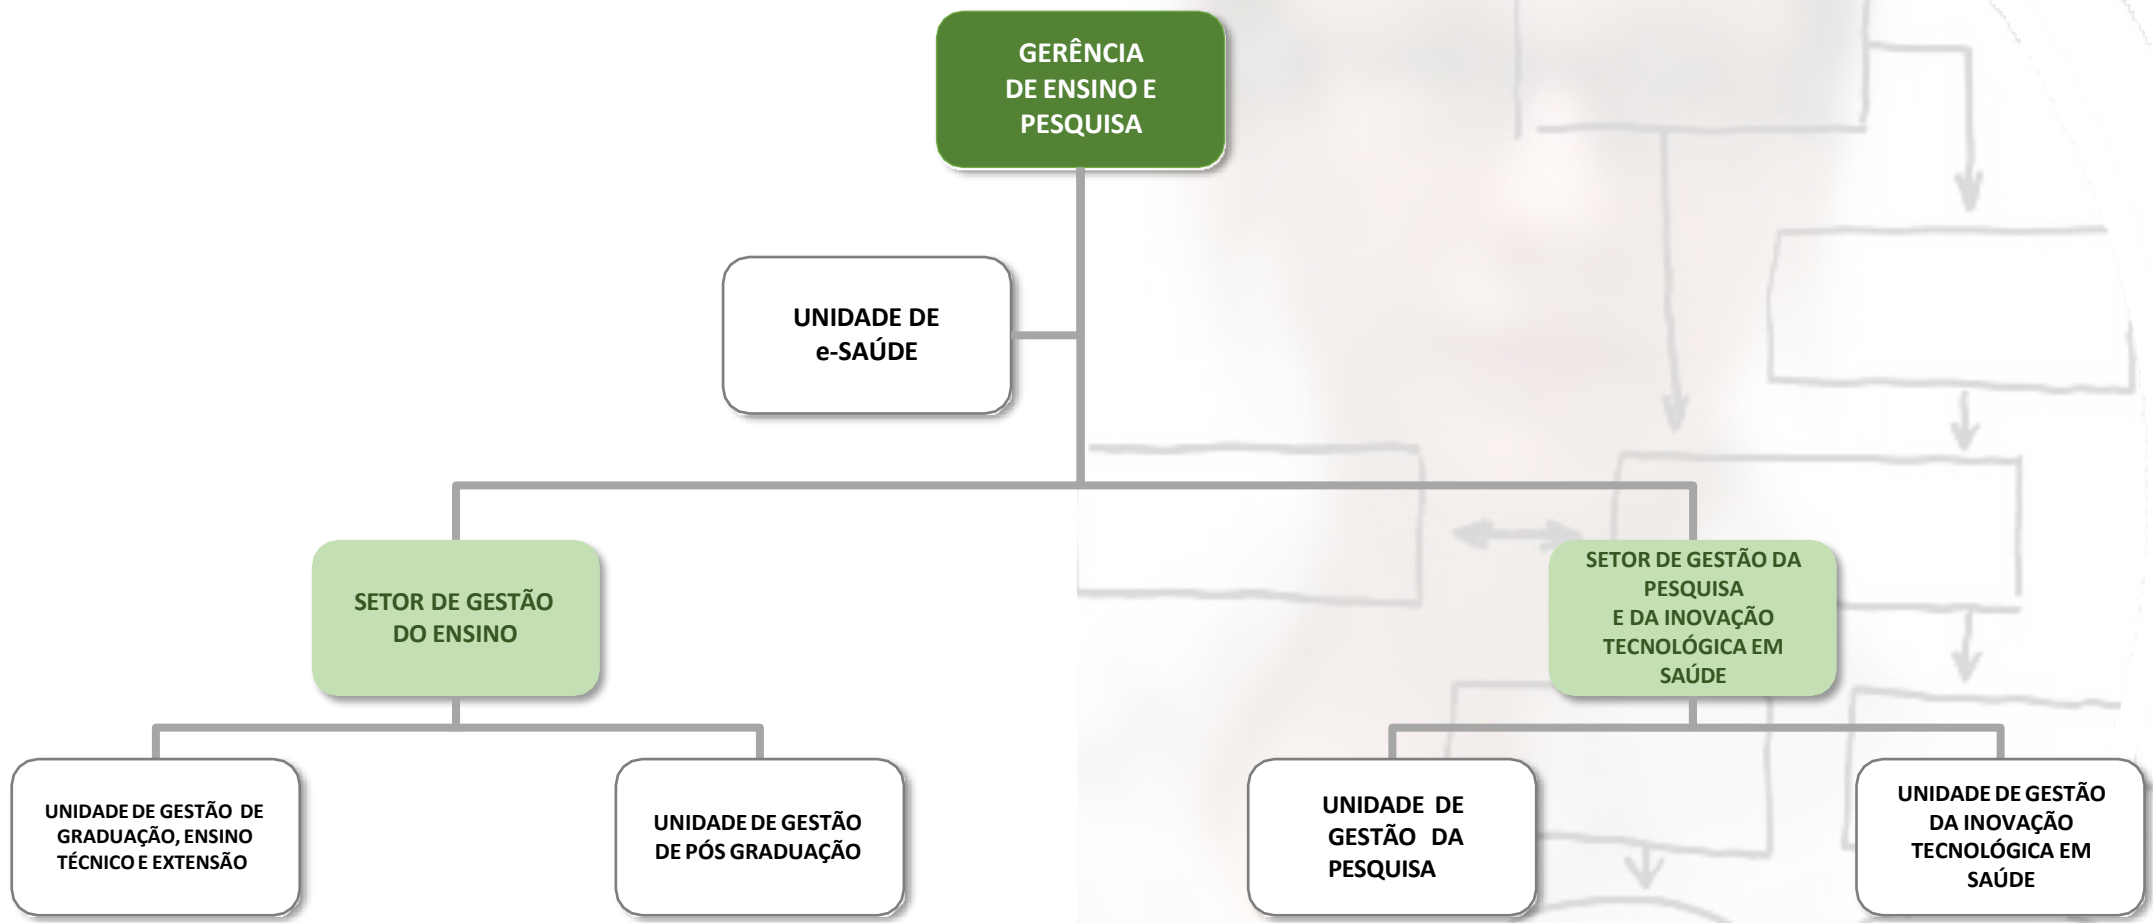 GERÊNCIA
DE ENSINO E
PESQUISA
UNIDADE DE
e-SAÚDE
SETOR DE GESTÃO
DO ENSINO
SETOR DE GESTÃO DA
PESQUISA
E DA INOVAÇÃO
TECNOLÓGICA EM
SAÚDE
UNIDADE DE GESTÃO DE
GRADUAÇÃO, ENSINO
TÉCNICO E EXTENSÃO
UNIDADE DE GESTÃO
DE PÓS GRADUAÇÃO
UNIDADE DE
GESTÃO DA
PESQUISA
UNIDADE DE GESTÃO
DA INOVAÇÃO
TECNOLÓGICA EM
SAÚDE